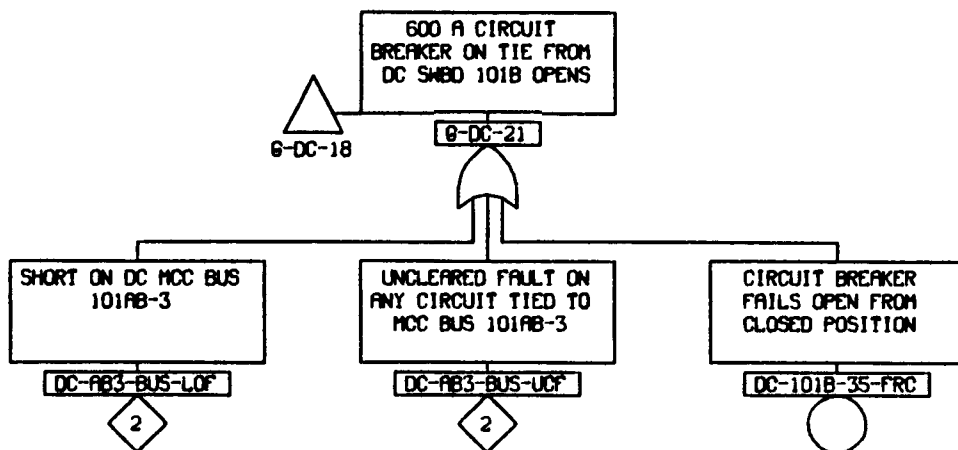 600 A CIRCUIT
BREAKER ON TIE FROM
DC SWBD 101B OPENS
G-DC-18
G-DC-21
SHORT ON DC MCC BUS
101AB-3
UNCLEARED FAULT ON
ANY CIRCUIT TIED TO
MCC BUS 101AB-3
CIRCUIT BREAKER
FAILS OPEN FROM
CLOSED POSITION
DC-AB3-BUS-LOF
DC-AB3-BUS-UCF
DC-101B-35-FRC
2
2